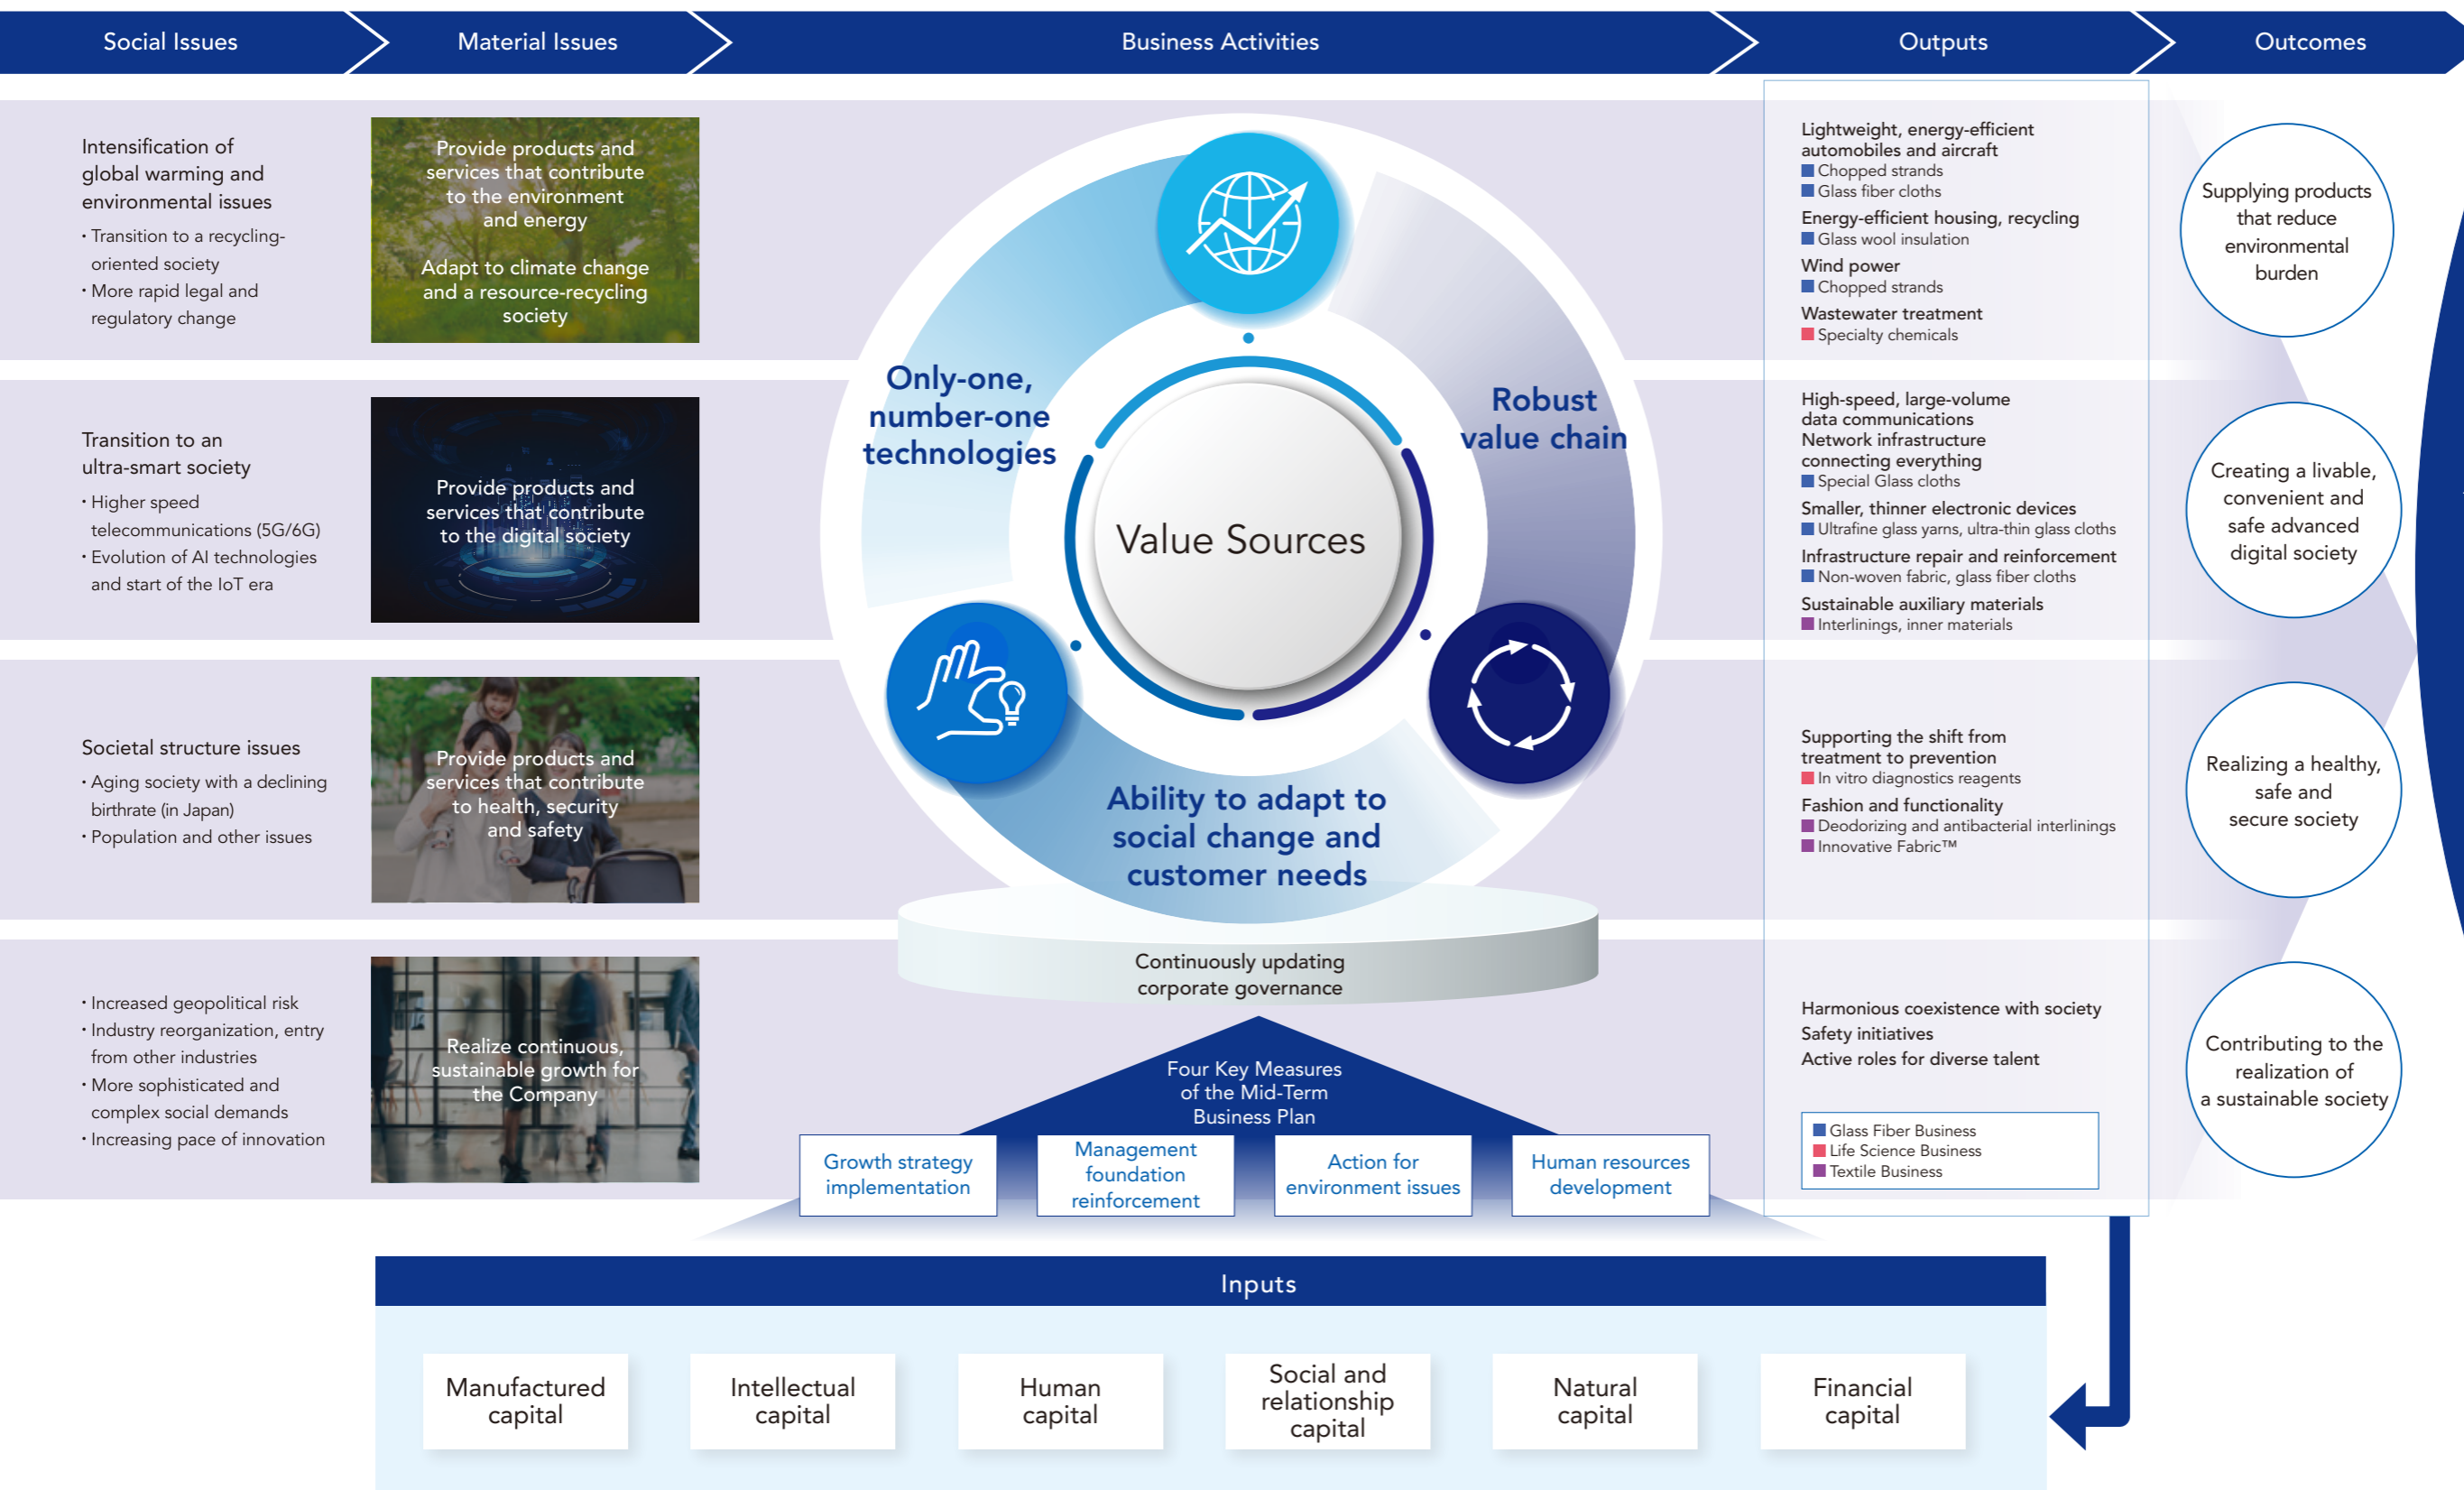 Social Issues
Material Issues
Business Activities
Outputs
Outcomes
Intensification of
global warming and
environmental issues
・Transition to a recycling-
oriented society
・More rapid legal and
regulatory change
Provide products and
services that contribute
to the environment
and energy
Adapt to climate change
and a resource-recycling
society
Transition to an
ultra-smart society
・Higher speed
telecommunications (5G/6G)
・Evolution of AI technologies
and start of the IoT era
Provide products and
services that contribute
to the digital society
Societal structure issues
・Aging society with a declining
birthrate (in Japan)
・Population and other issues
Provide products and
services that contribute
to health, security
and safety
・Increased geopolitical risk
・Industry reorganization, entry
from other industries
・More sophisticated and
complex social demands
・Increasing pace of innovation
Realize continuous,
sustainable growth for
the Company
Only-one,
number-one
technologies
Robust
value chain
Value Sources
Ability to adapt to
social change and
customer needs
Continuously updating
corporate governance
Four Key Measures
of the Mid-Term
Business Plan
Growth strategy
implementation
Management
foundation
reinforcement
Action for
environment issues
Human resources
development
Lightweight, energy-efficient
automobiles and aircraft
Chopped strands
Glass fiber cloths
Energy-efficient housing, recycling
Glass wool insulation
Wind power
Chopped strands
Wastewater treatment
Specialty chemicals
High-speed, large-volume
data communications
Network infrastructure
connecting everything
Special Glass cloths
Smaller, thinner electronic devices
Ultrafine glass yarns, ultra-thin glass cloths
Infrastructure repair and reinforcement
Non-woven fabric, glass fiber cloths
Sustainable auxiliary materials
Interlinings, inner materials
Supporting the shift from
treatment to prevention
In vitro diagnostics reagents
Fashion and functionality
Deodorizing and antibacterial interlinings
Innovative Fabric™
Harmonious coexistence with society
Safety initiatives
Active roles for diverse talent
Glass Fiber Business
Life Science Business
Textile Business
Supplying products
that reduce
environmental
burden
Creating a livable,
convenient and
safe advanced
digital society
Realizing a healthy,
safe and
secure society
Contributing to the
realization of
a sustainable society
Inputs
Manufactured
capital
Intellectual
capital
Human
capital
Social and
relationship
capital
Natural
capital
Financial
capital